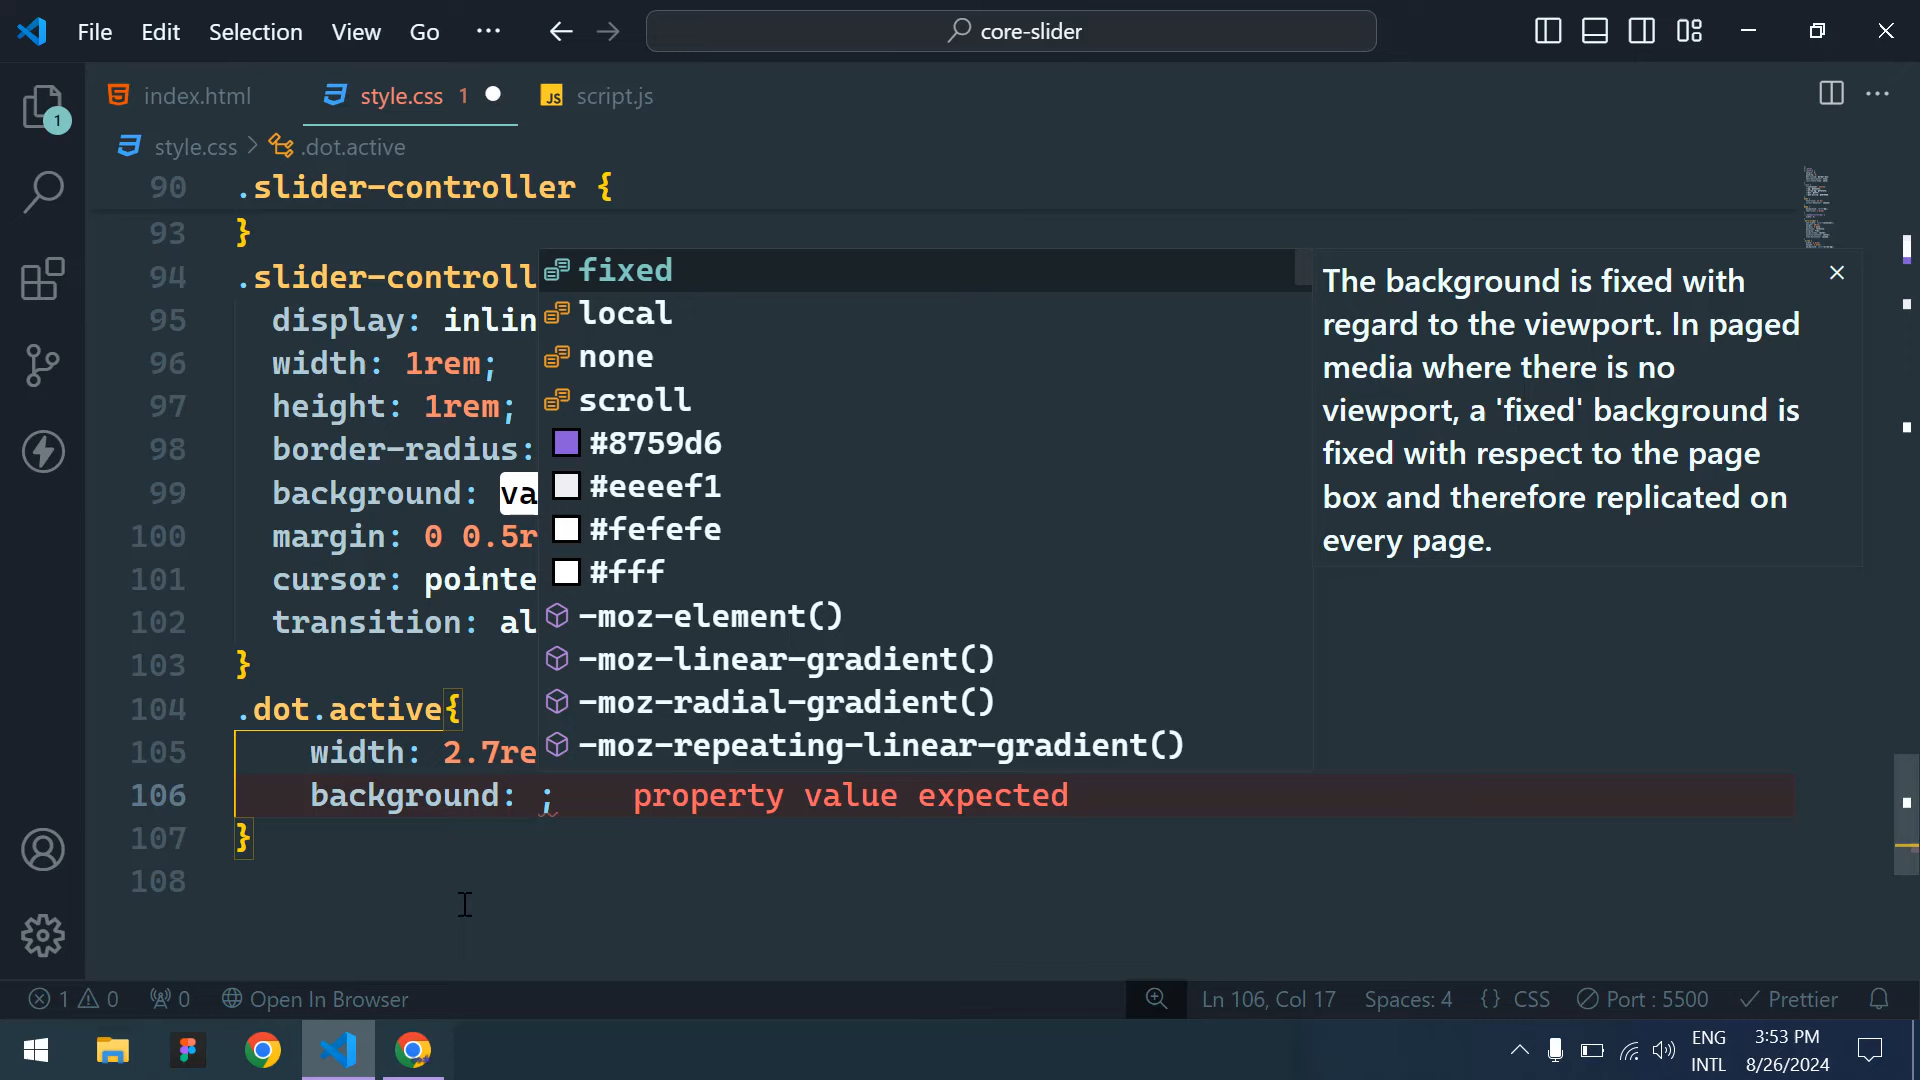 File Edit Selection View Go ··· core-slider
index.html style.css 1 script.js
1
JS
style.css > .dot.active
90 .slider-controller {
93 }
94 .slider-controll
95 display: inlin
96 width: 1rem;
97 height: 1rem;
98 border-radius:
99 background: va
100 margin: 0 0.5r
101 cursor: pointe
102 transition: al
103 }
104 .dot.active{
105 width: 2.7re
106 background: ; property value expected
107 }
108
fixed
local
none
scroll
#8759d6
#eeeef1
#fefefe
#fff
-moz-element()
-moz-linear-gradient()
-moz-radial-gradient()
-moz-repeating-linear-gradient()
The background is fixed with
regard to the viewport. In paged
media where there is no
viewport, a 'fixed' background is
fixed with respect to the page
box and therefore replicated on
every page.
1 0 0 Open In Browser Ln 106, Col 17 Spaces: 4 {} CSS Port : 5500 Prettier
ENG
INTL
3:53 PM
8/26/2024